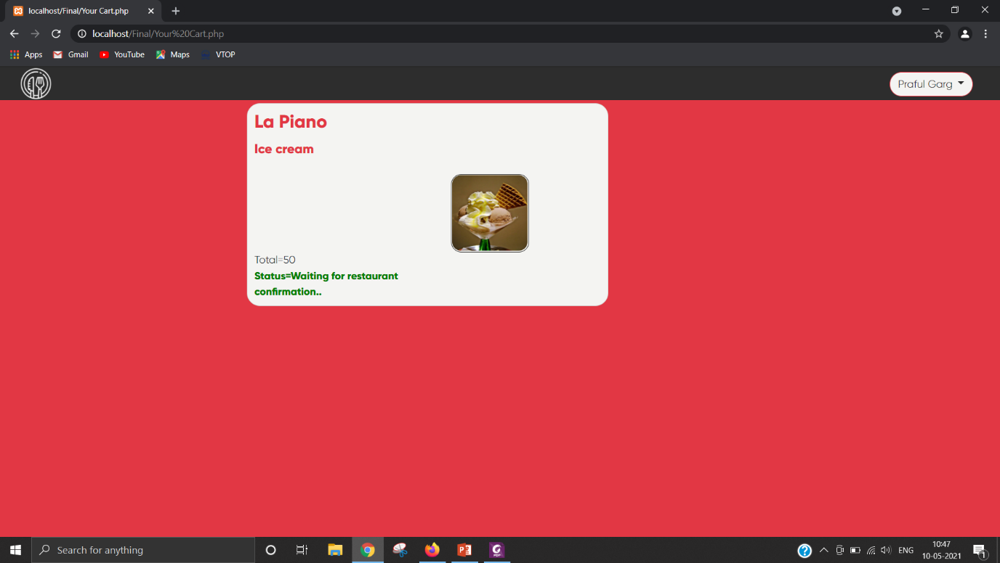 localhost/Final/Your Cart.php
localhost/Final/Your%20Cart.php
Apps
Gmail
YouTube
Maps
VTOP
Praful Garg
La Piano
Ice cream
Total=50
Status=Waiting for restaurant
confirmation..
Search for anything
ENG
10:47
10-05-2021
1